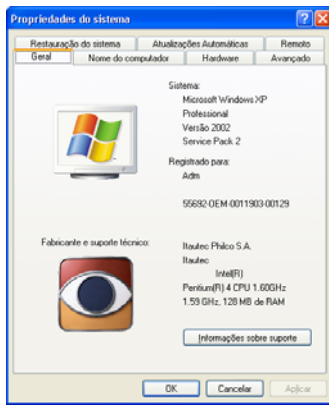 Propriedades do sistema
Restauração do sistema
Atualizações Automáticas
Remoto
Geral
Nome do computador
Hardware
Avançado
Sistema:
Microsoft Windows XP
Professional
Versão 2002
Service Pack 2
Registrado para:
Adm
55692-OEM-0011903-00129
Fabricante e suporte técnico:
Itautec Philco S.A.
Itautec
Intel(R)
Pentium(R) 4 CPU 1.60GHz
1.59 GHz, 128 MB de RAM
Informações sobre suporte
OK
Cancelar
Aplicar